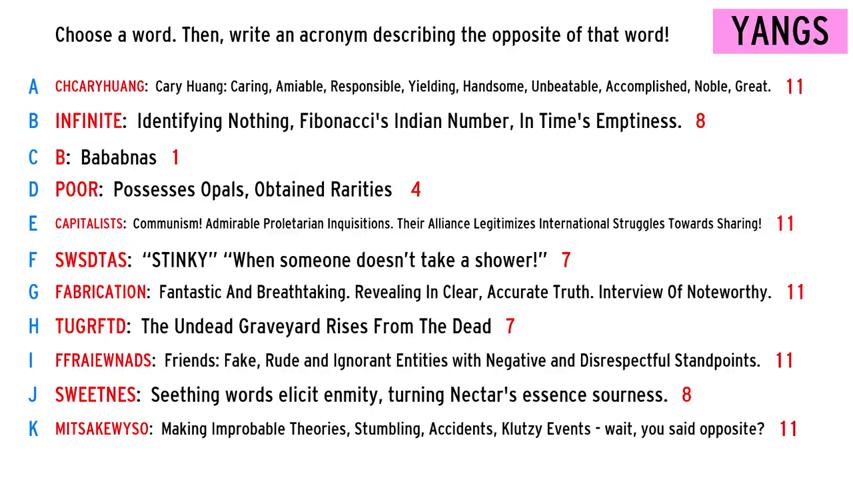 Choose a word. Then, write an acronym describing the opposite of that word!
YANGS
A CHCARYHUANG: Cary Huang: Caring, Amiable, Responsible, Yielding, Handsome, Unbeatable, Accomplished, Noble, Great. 11
B INFINITE: Identifying Nothing, Fibonacci's Indian Number, In Time's Emptiness. 8
C B: Bababnas 1
D POOR: Possesses Opals, Obtained Rarities 4
E CAPITALISTS: Communism! Admirable Proletarian Inquisitions. Their Alliance Legitimizes International Struggles Towards Sharing! 11
F SWSDTAS: “STINKY” “When someone doesn’t take a shower!” 7
G FABRICATION: Fantastic And Breathtaking. Revealing In Clear, Accurate Truth. Interview Of Noteworthy. 11
H TUGRFTD: The Undead Graveyard Rises From The Dead 7
I FFRAIEWNADS: Friends: Fake, Rude and Ignorant Entities with Negative and Disrespectful Standpoints. 11
J SWEETNES: Seething words elicit enmity, turning Nectar's essence sourness. 8
K MITSAKEWYSO: Making Improbable Theories, Stumbling, Accidents, Klutzy Events - wait, you said opposite? 11